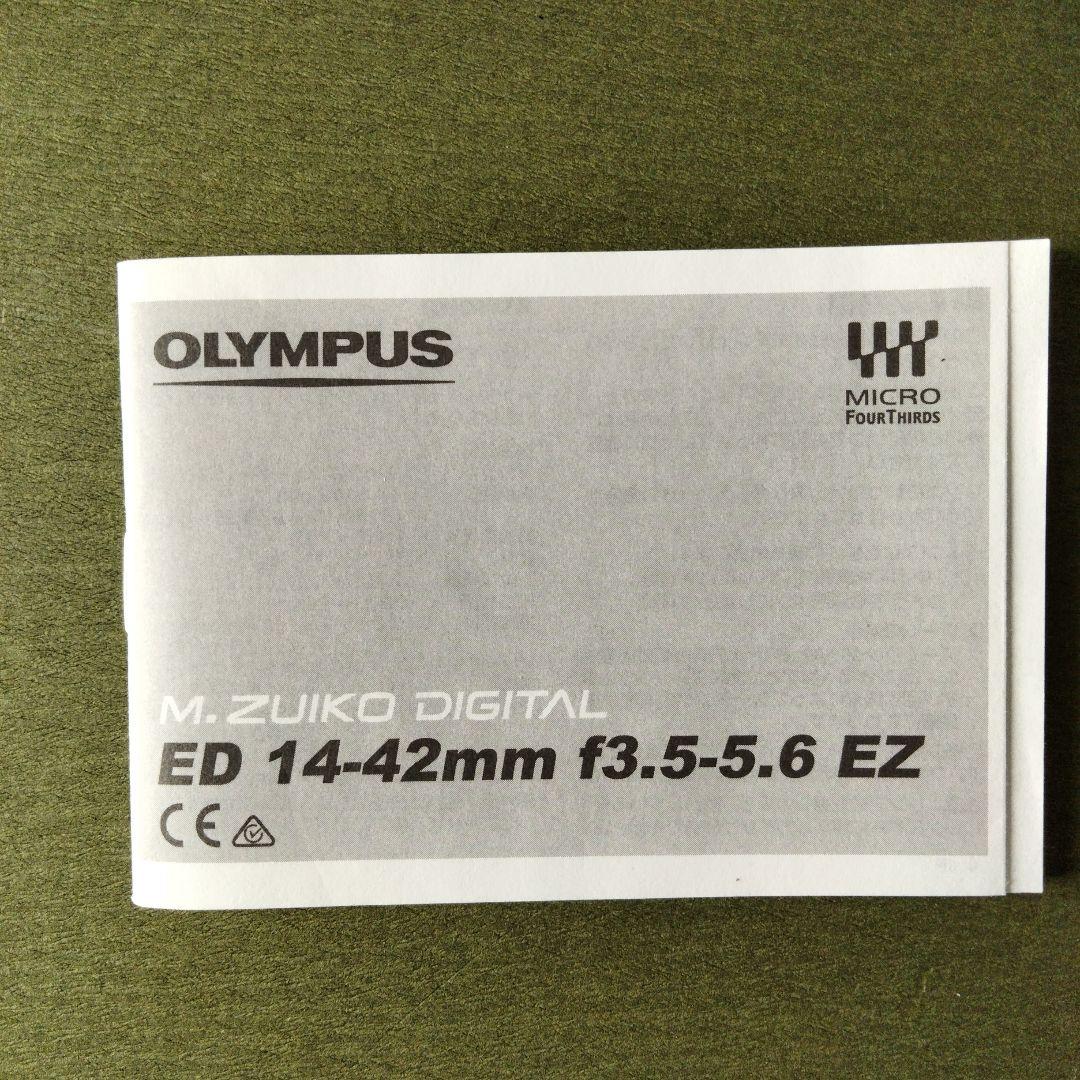 OLYMPUS
MICRO
FOURTHIRDS
M.ZUIKO DIGITAL
ED 14-42mm f3.5-5.6 EZ
CE